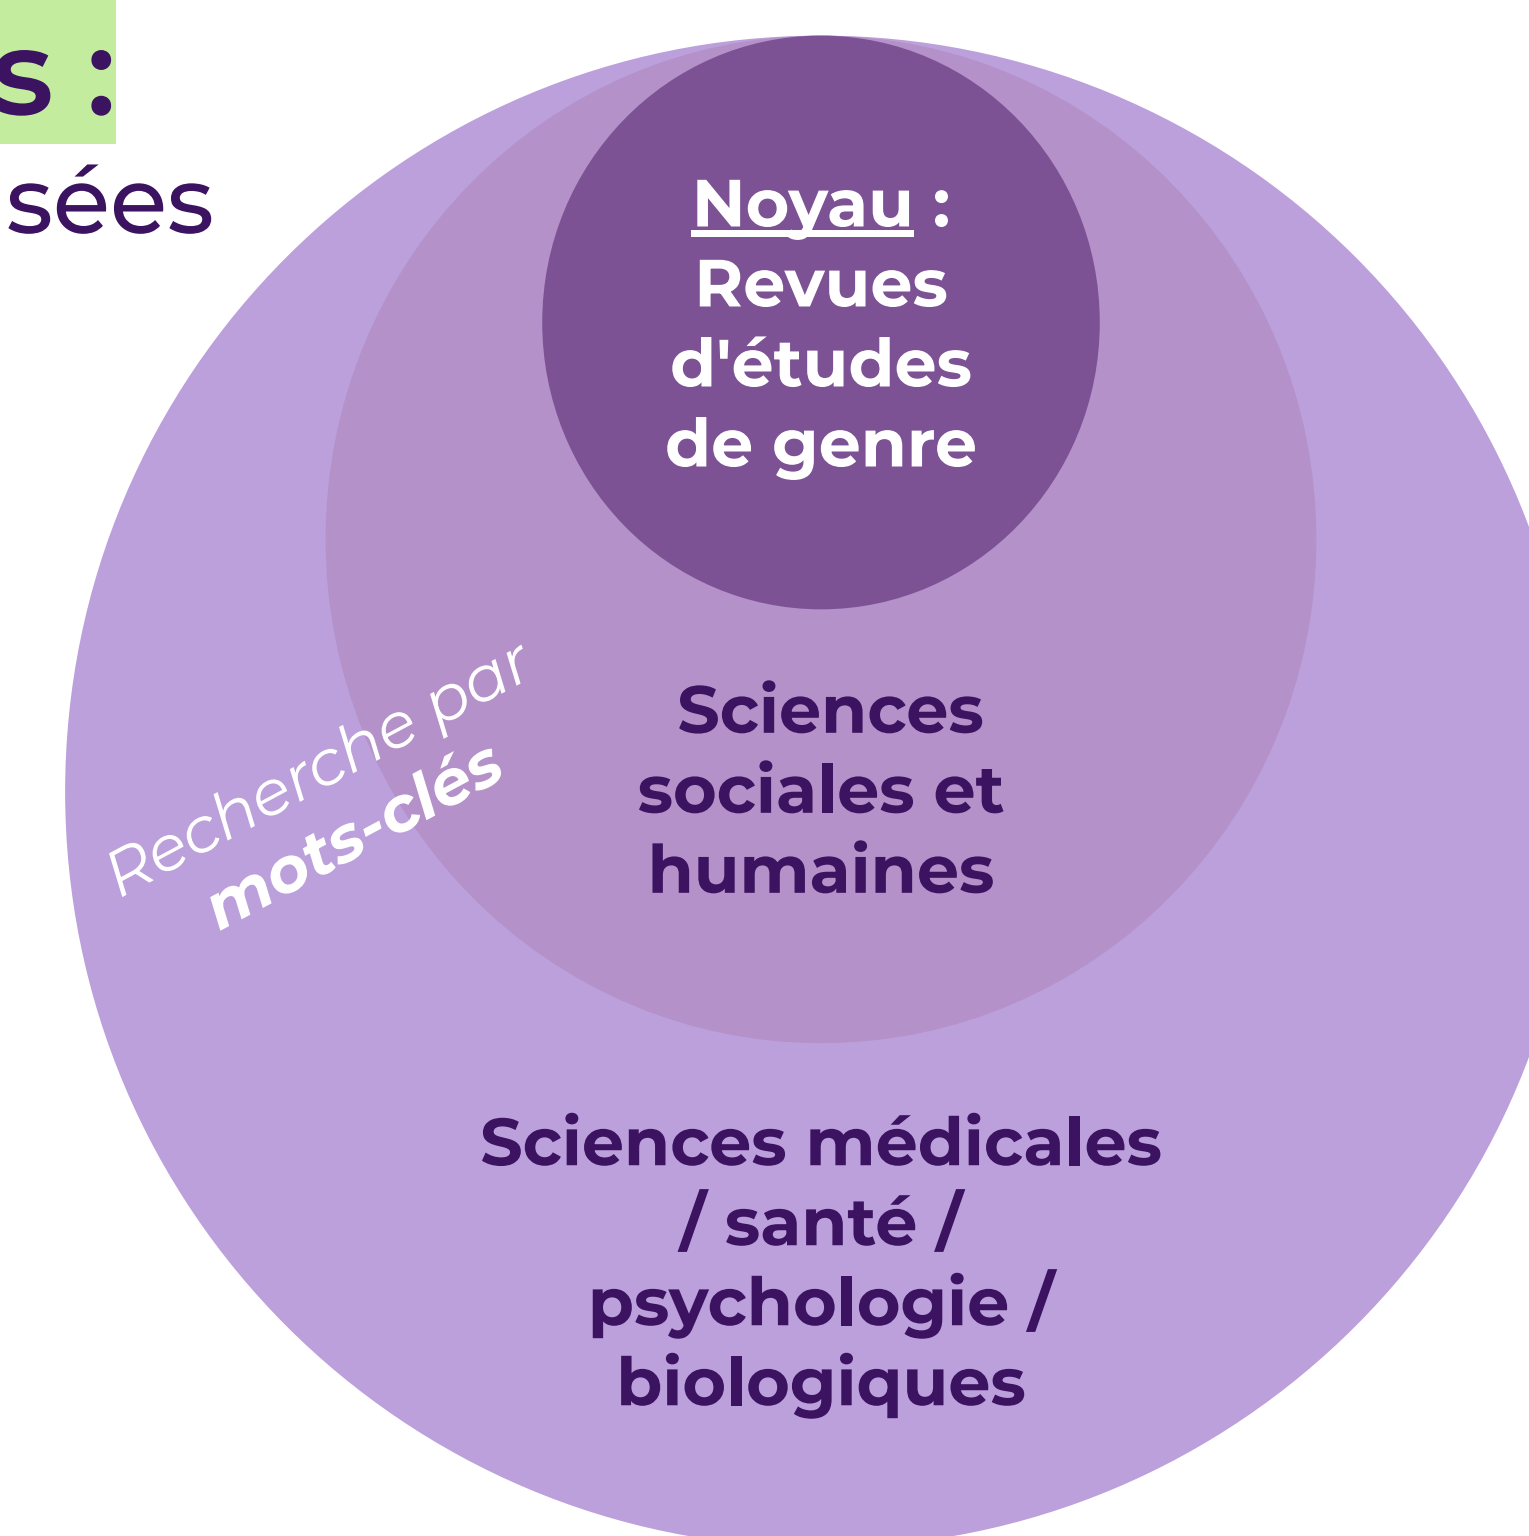 s :
sées
Noyau :
Revues
d'études
de genre
Recherche par
mots-clés
Sciences
sociales et
humaines
Sciences médicales
/ santé /
psychologie /
biologiques